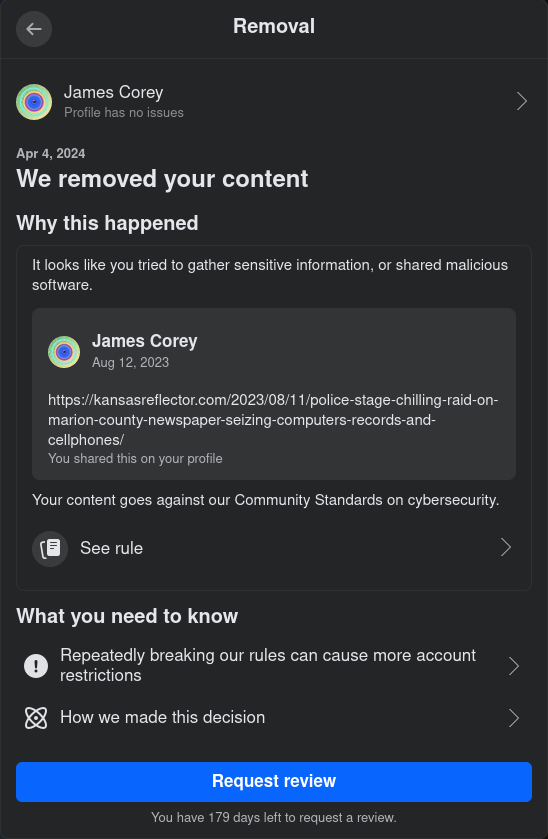 Removal
James Corey
Profile has no issues
Apr 4, 2024
We removed your content
Why this happened
It looks like you tried to gather sensitive information, or shared malicious
software.
James Corey
Aug 12, 2023
https://kansasreflector.com/2023/08/11/police-stage-chilling-raid-on-
marion-county-newspaper-seizing-computers-records-and-
cellphones/
You shared this on your profile
Your content goes against our Community Standards on cybersecurity.
See rule
What you need to know
Repeatedly breaking our rules can cause more account
restrictions
How we made this decision
Request review
You have 179 days left to request a review.